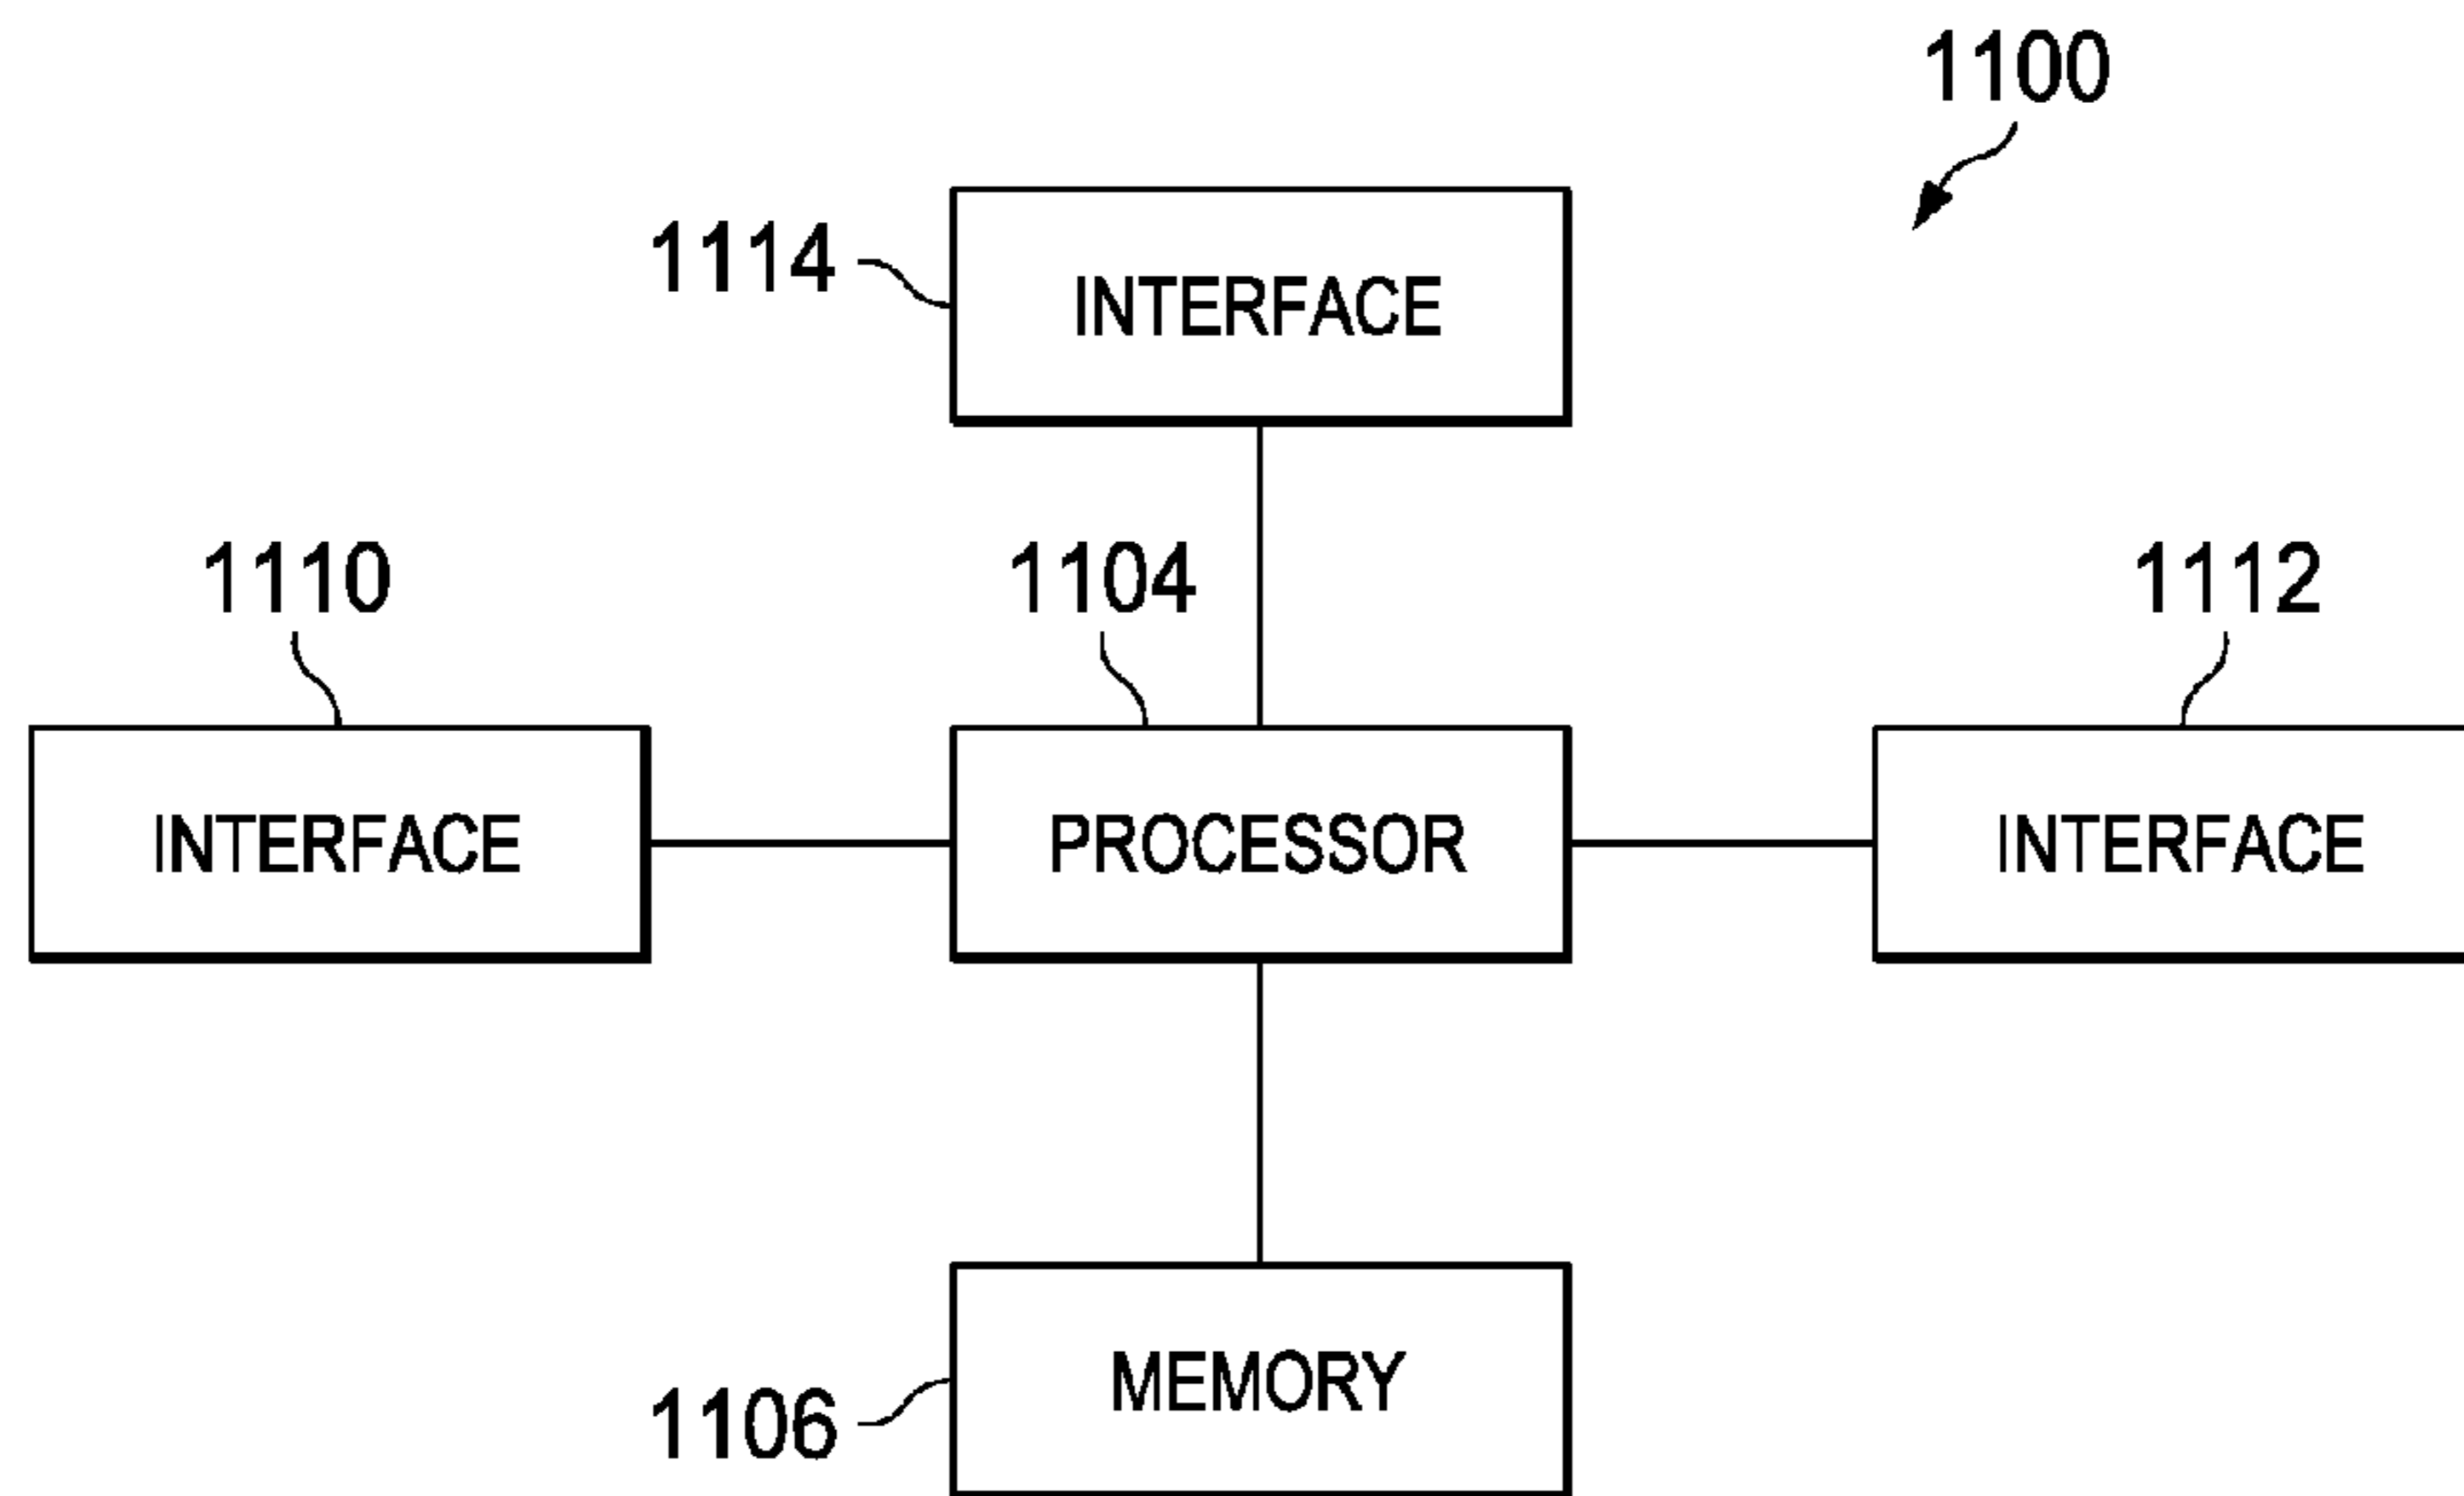 1100
1114
INTERFACE
1110
1104
1112
INTERFACE
PROCESSOR
INTERFACE
MEMORY
1106